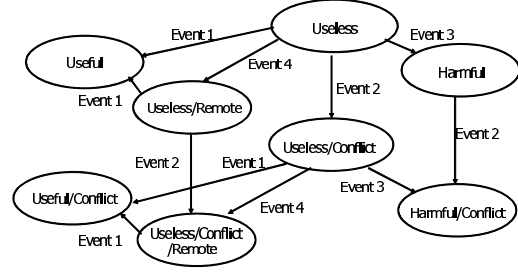 Useless
Event 1
Event 3
Useful
Event 4
Harmful
Event 1
Useless/Remote
Event 2
Event 2
Useless/Conflict
Event 2
Event 1
Event 3
Useful/Conflict
Event 4
Harmful/Conflict
Event 1
Useless/Conflict
/Remote